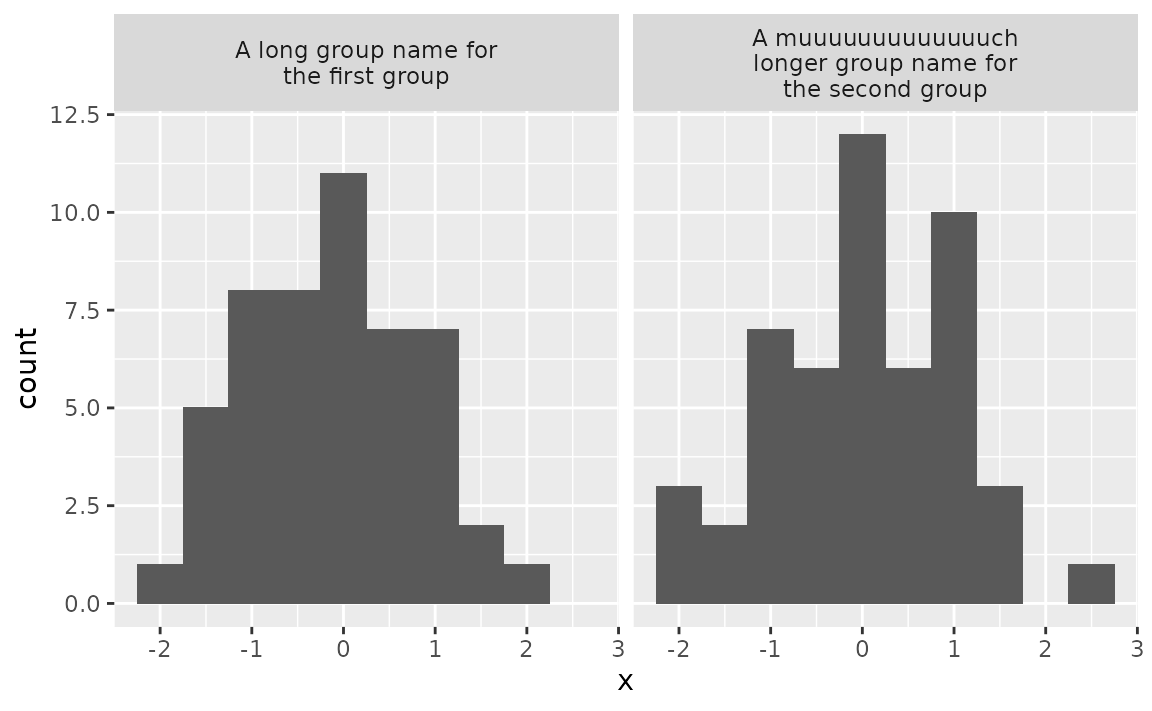 A long group name for
the first group
A muuuuuuuuuuuuuch
longer group name for
the second group
12.5
10.0
7.5
5.0
2.5
0.0
count
-2 -1 0 1 2 3
-2 -1 0 1 2 3
x